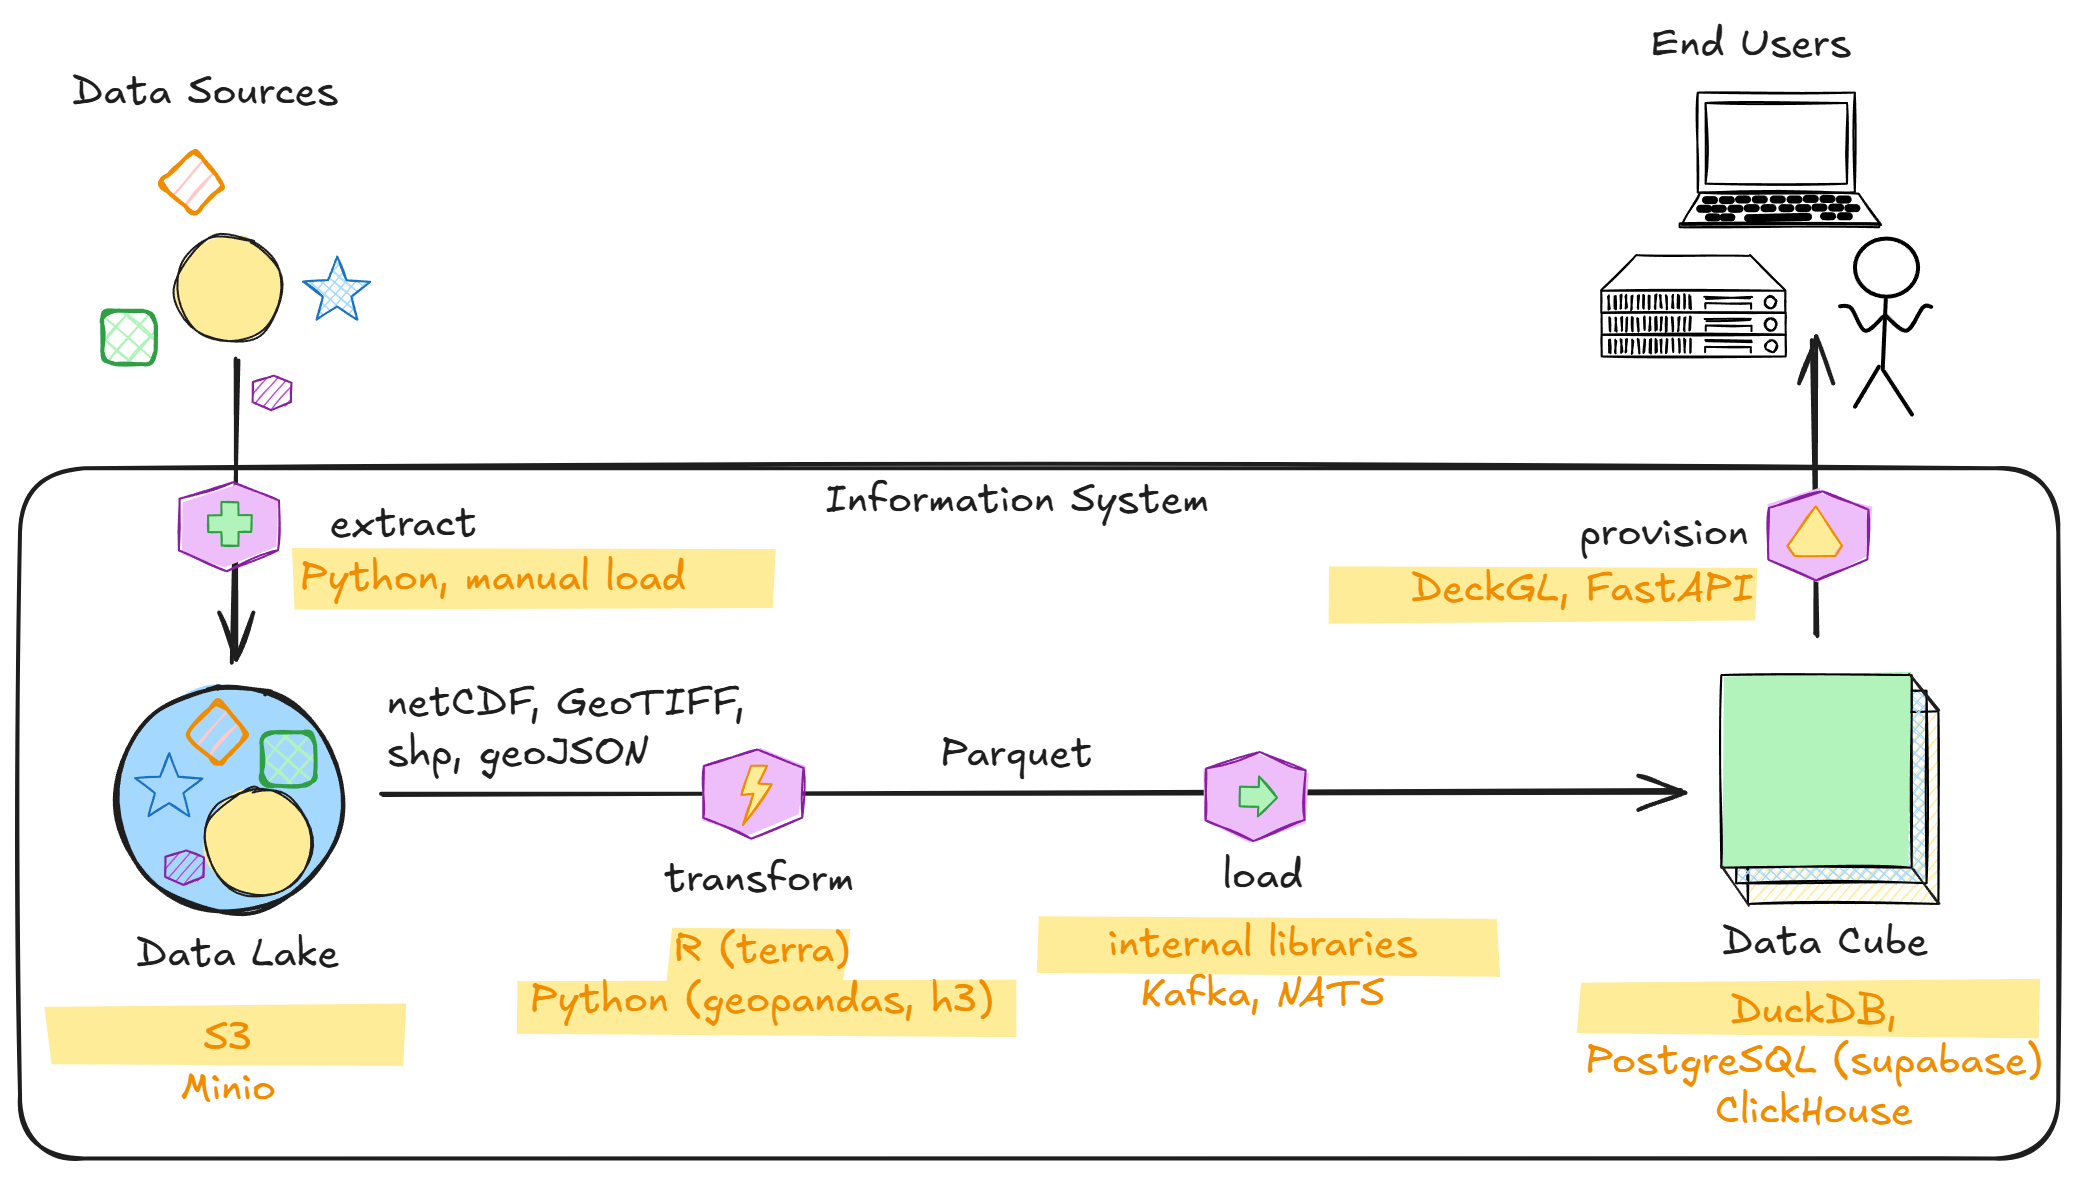 End Users
Data Sources
Information System
extract
Python, manual load
provision
DeckGL, FastAPI
netCDF, GeoTIFF,
shp, geoJSON
Parquet
transform
load
R (terra)
Python (geopandas, h3)
internal libraries
Kafka, NATS
Data Lake
S3
Minio
Data Cube
DuckDB,
PostgreSQL (supabase)
ClickHouse